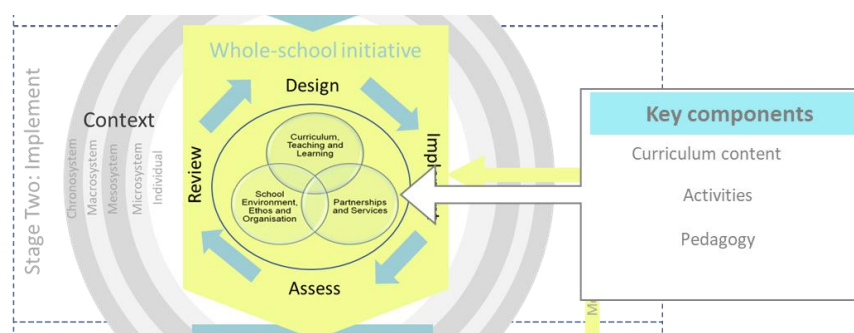 Whole-school initiative
Design
Context
Key components
Curriculum content
Activities
Pedagogy
Curriculum,
Teaching and
Learning
School
Environment,
Ethos and
Organisation
Partnerships
and Services
Review
Assess
Stage Two: Implement
Chronosystem
Macrosystem
Mesosystem
Microsystem
Individual